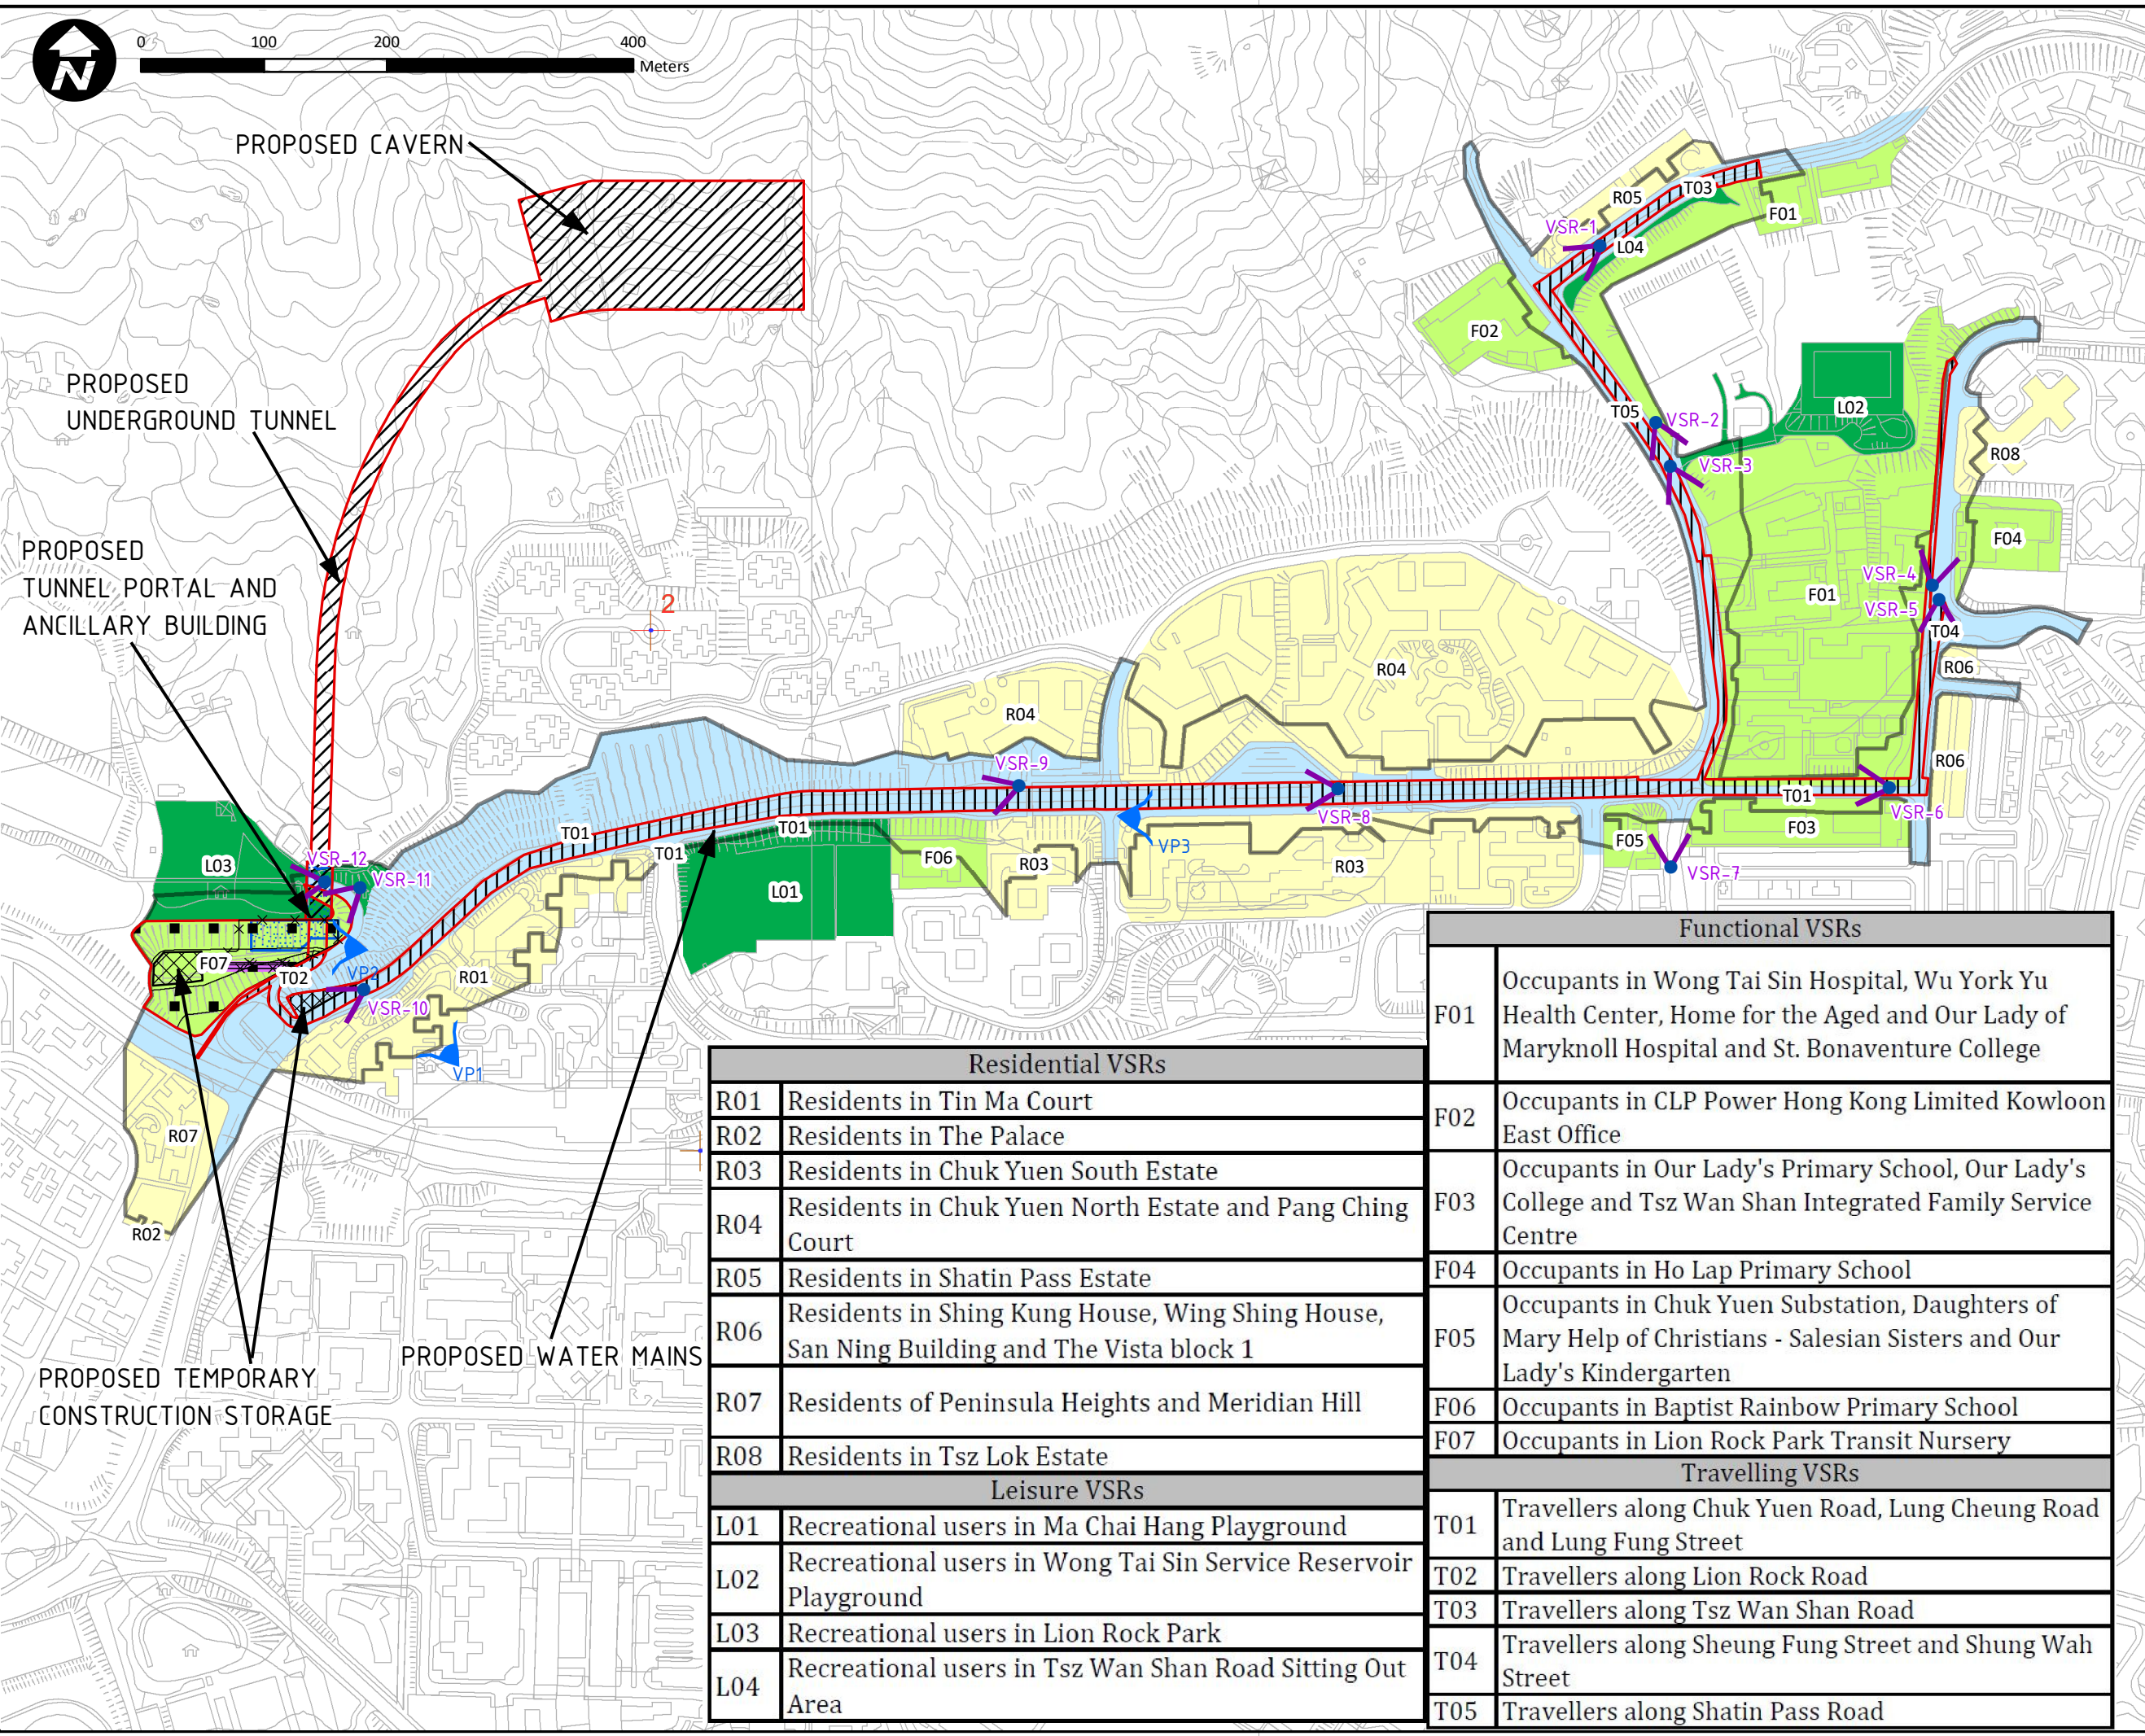 0 100 200 400
Meters
N
PROPOSED CAVERN
PROPOSED
UNDERGROUND TUNNEL
PROPOSED
TUNNEL PORTAL AND
ANCILLARY BUILDING
2
R05
T03
F01
VSR-1
L04
F02
T05
VSR-2
L02
VSR-3
R08
F04
VSR-4
F01
VSR-5
T04
R06
R04
R04
VSR-9
R06
T01
VSR-8
VSR-6
T01
T01
F03
T01
VP3
F05
L03
VSR-12
F06
R03
R03
VSR-11
L01
VSR-7
F07
T02
VP2
R01
VSR-10
VP1
R07
R02
PROPOSED WATER MAINS
PROPOSED TEMPORARY
CONSTRUCTION STORAGE
Residential VSRs
R01 Residents in Tin Ma Court
R02 Residents in The Palace
R03 Residents in Chuk Yuen South Estate
R04 Residents in Chuk Yuen North Estate and Pang Ching
Court
R05 Residents in Shatin Pass Estate
R06 Residents in Shing Kung House, Wing Shing House,
San Ning Building and The Vista block 1
R07 Residents of Peninsula Heights and Meridian Hill
R08 Residents in Tsz Lok Estate
Leisure VSRs
L01 Recreational users in Ma Chai Hang Playground
L02 Recreational users in Wong Tai Sin Service Reservoir
Playground
L03 Recreational users in Lion Rock Park
L04 Recreational users in Tsz Wan Shan Road Sitting Out
Area
Functional VSRs
F01 Occupants in Wong Tai Sin Hospital, Wu York Yu
Health Center, Home for the Aged and Our Lady of
Maryknoll Hospital and St. Bonaventure College
F02 Occupants in CLP Power Hong Kong Limited Kowloon
East Office
F03 Occupants in Our Lady's Primary School, Our Lady's
College and Tsz Wan Shan Integrated Family Service
Centre
F04 Occupants in Ho Lap Primary School
F05 Occupants in Chuk Yuen Substation, Daughters of
Mary Help of Christians - Salesian Sisters and Our
Lady's Kindergarten
F06 Occupants in Baptist Rainbow Primary School
F07 Occupants in Lion Rock Park Transit Nursery
Travelling VSRs
T01 Travellers along Chuk Yuen Road, Lung Cheung Road
and Lung Fung Street
T02 Travellers along Lion Rock Road
T03 Travellers along Tsz Wan Shan Road
T04 Travellers along Sheung Fung Street and Shung Wah
Street
T05 Travellers along Shatin Pass Road